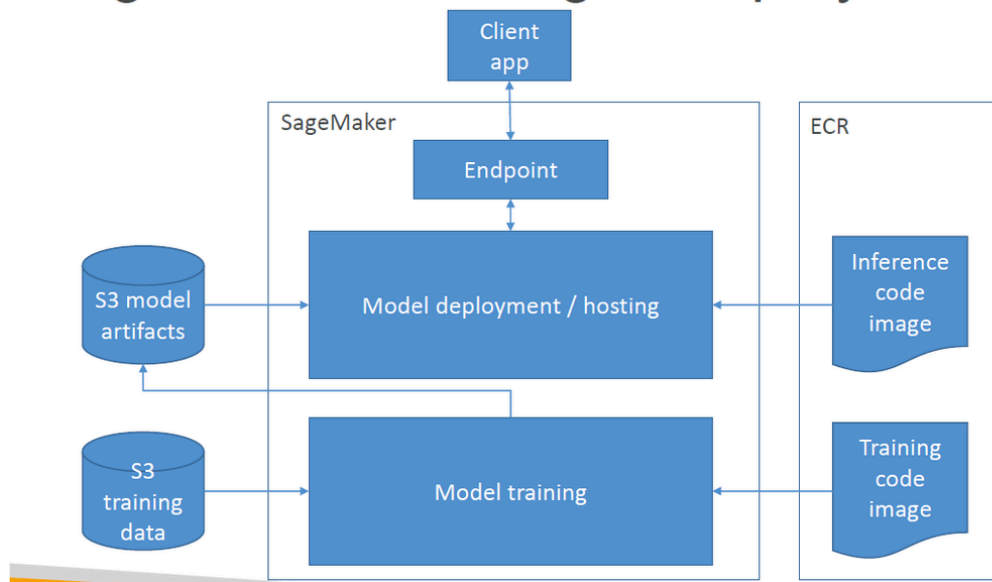 Client
app
SageMaker
ECR
Endpoint
S3 model
artifacts
Model deployment / hosting
Inference
code
image
S3
training
data
Model training
Training
code
image